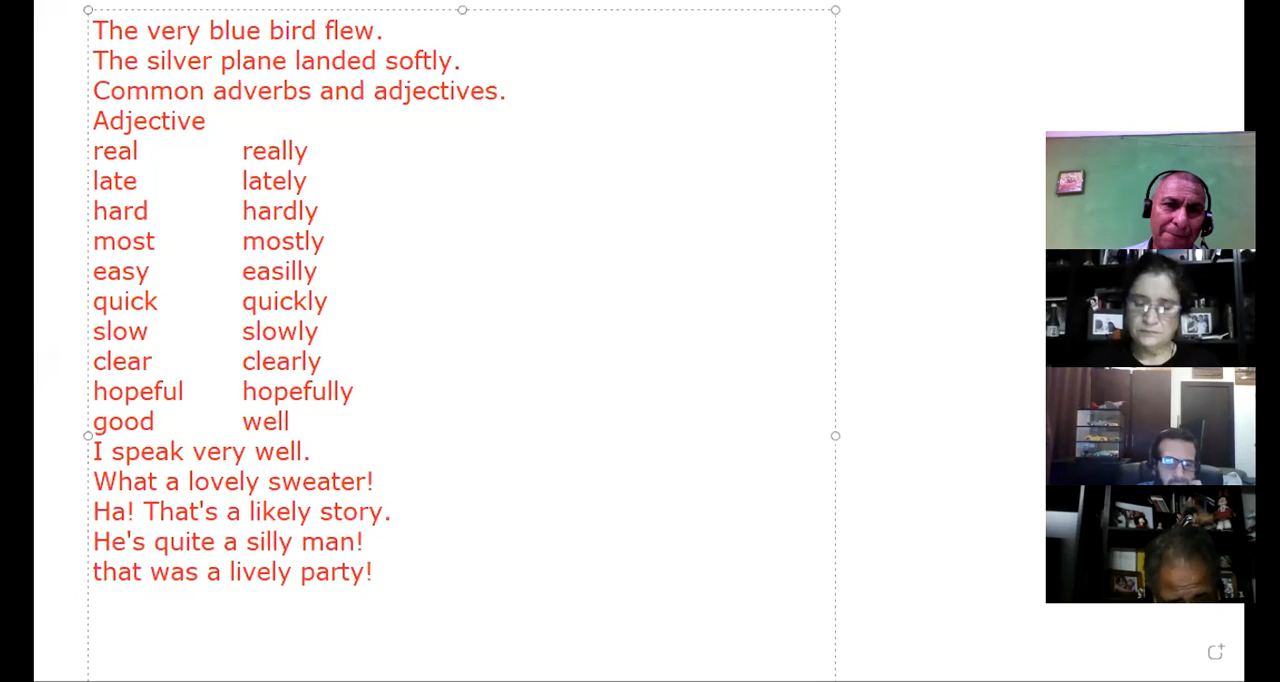 The very blue bird flew.
The silver plane landed softly.
Common adverbs and adjectives.
Adjective
real really
late lately
hard hardly
most mostly
easy easilly
quick quickly
slow slowly
clear clearly
hopeful hopefully
good well
I speak very well.
What a lovely sweater!
Ha! That's a likely story.
He's quite a silly man!
that was a lively party!